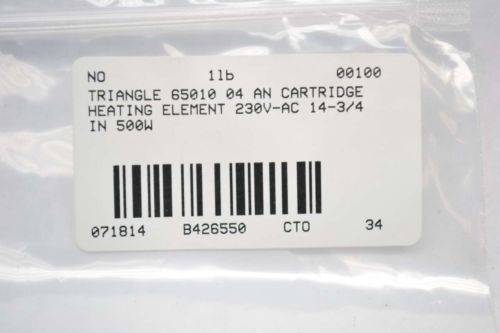 NO 1lb 00100
TRIANGLE 65010 04 AN CARTRIDGE
HEATING ELEMENT 230V-AC 14-3/4
IN 500W
071814 B426550 CTO 34